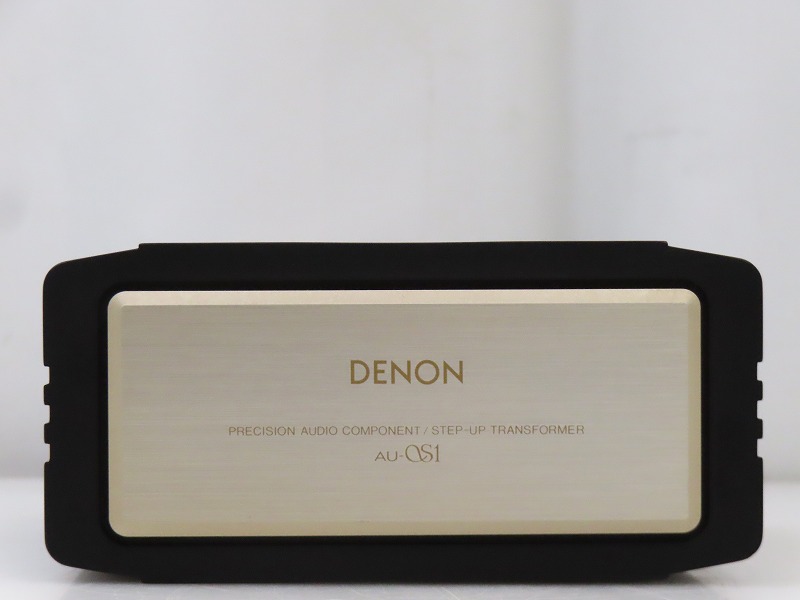 DENON
PRECISION AUDIO COMPONENT / STEP-UP TRANSFORMER
AU-S1